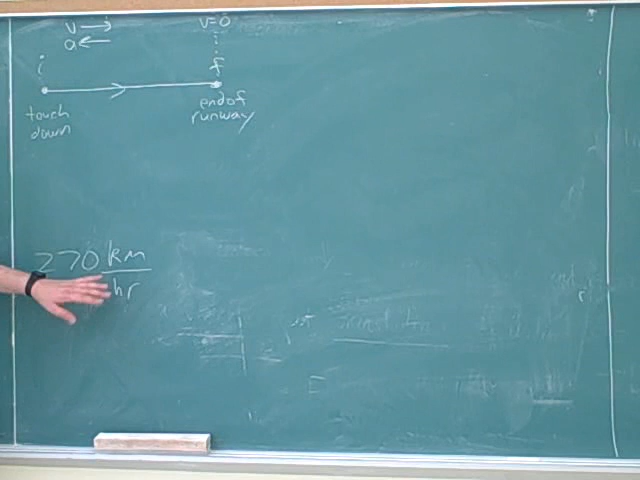 v → v=0
a ←
i f
touch down
end of runway
270 km/hr